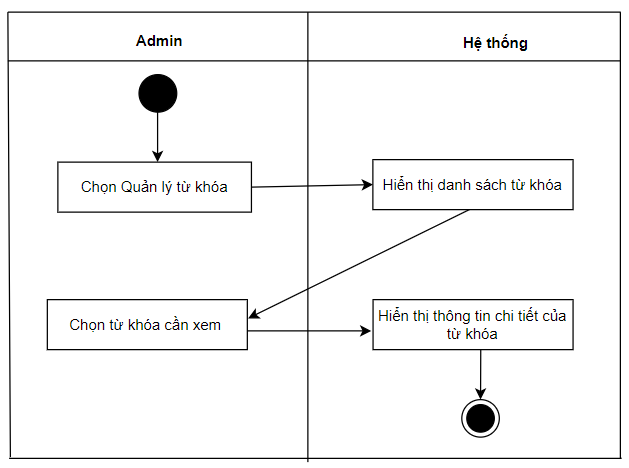 Admin
Hệ thống
Chọn Quản lý từ khóa
Hiển thị danh sách từ khóa
Chọn từ khóa cần xem
Hiển thị thông tin chi tiết của
từ khóa